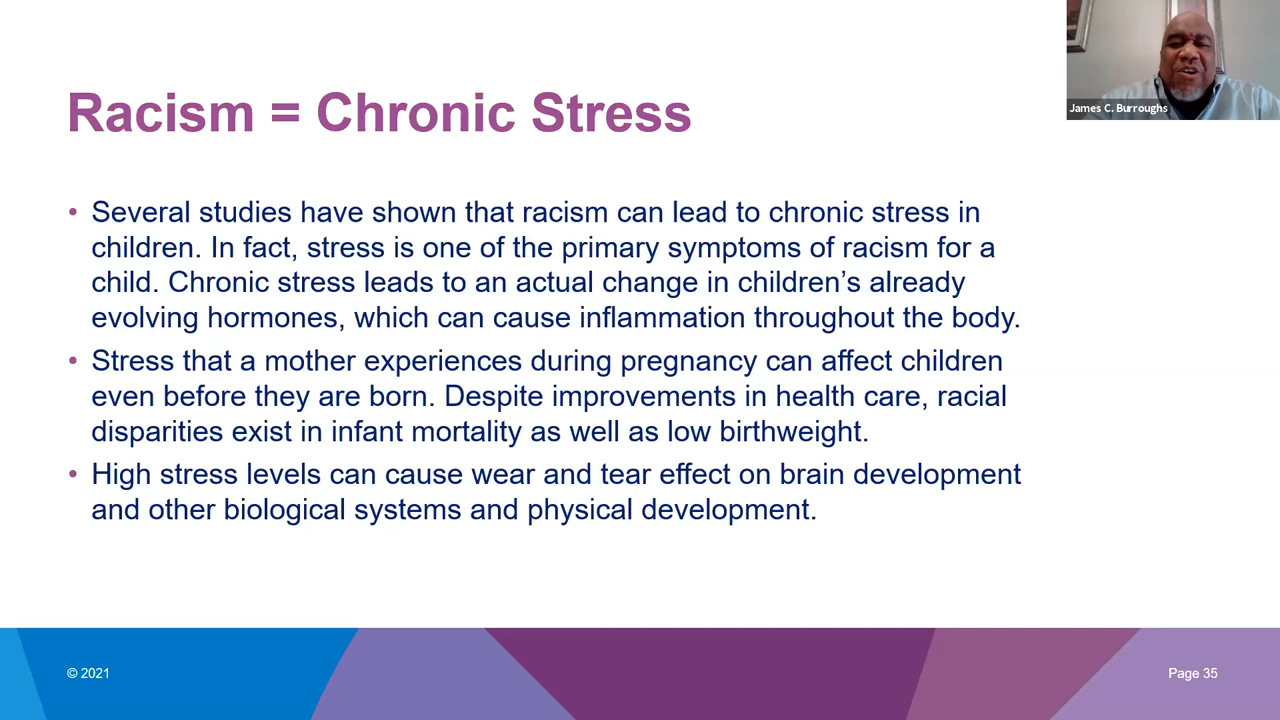 James C. Burroughs
Racism = Chronic Stress
• Several studies have shown that racism can lead to chronic stress in
children. In fact, stress is one of the primary symptoms of racism for a
child. Chronic stress leads to an actual change in children’s already
evolving hormones, which can cause inflammation throughout the body.
• Stress that a mother experiences during pregnancy can affect children
even before they are born. Despite improvements in health care, racial
disparities exist in infant mortality as well as low birthweight.
• High stress levels can cause wear and tear effect on brain development
and other biological systems and physical development.
© 2021
Page 35